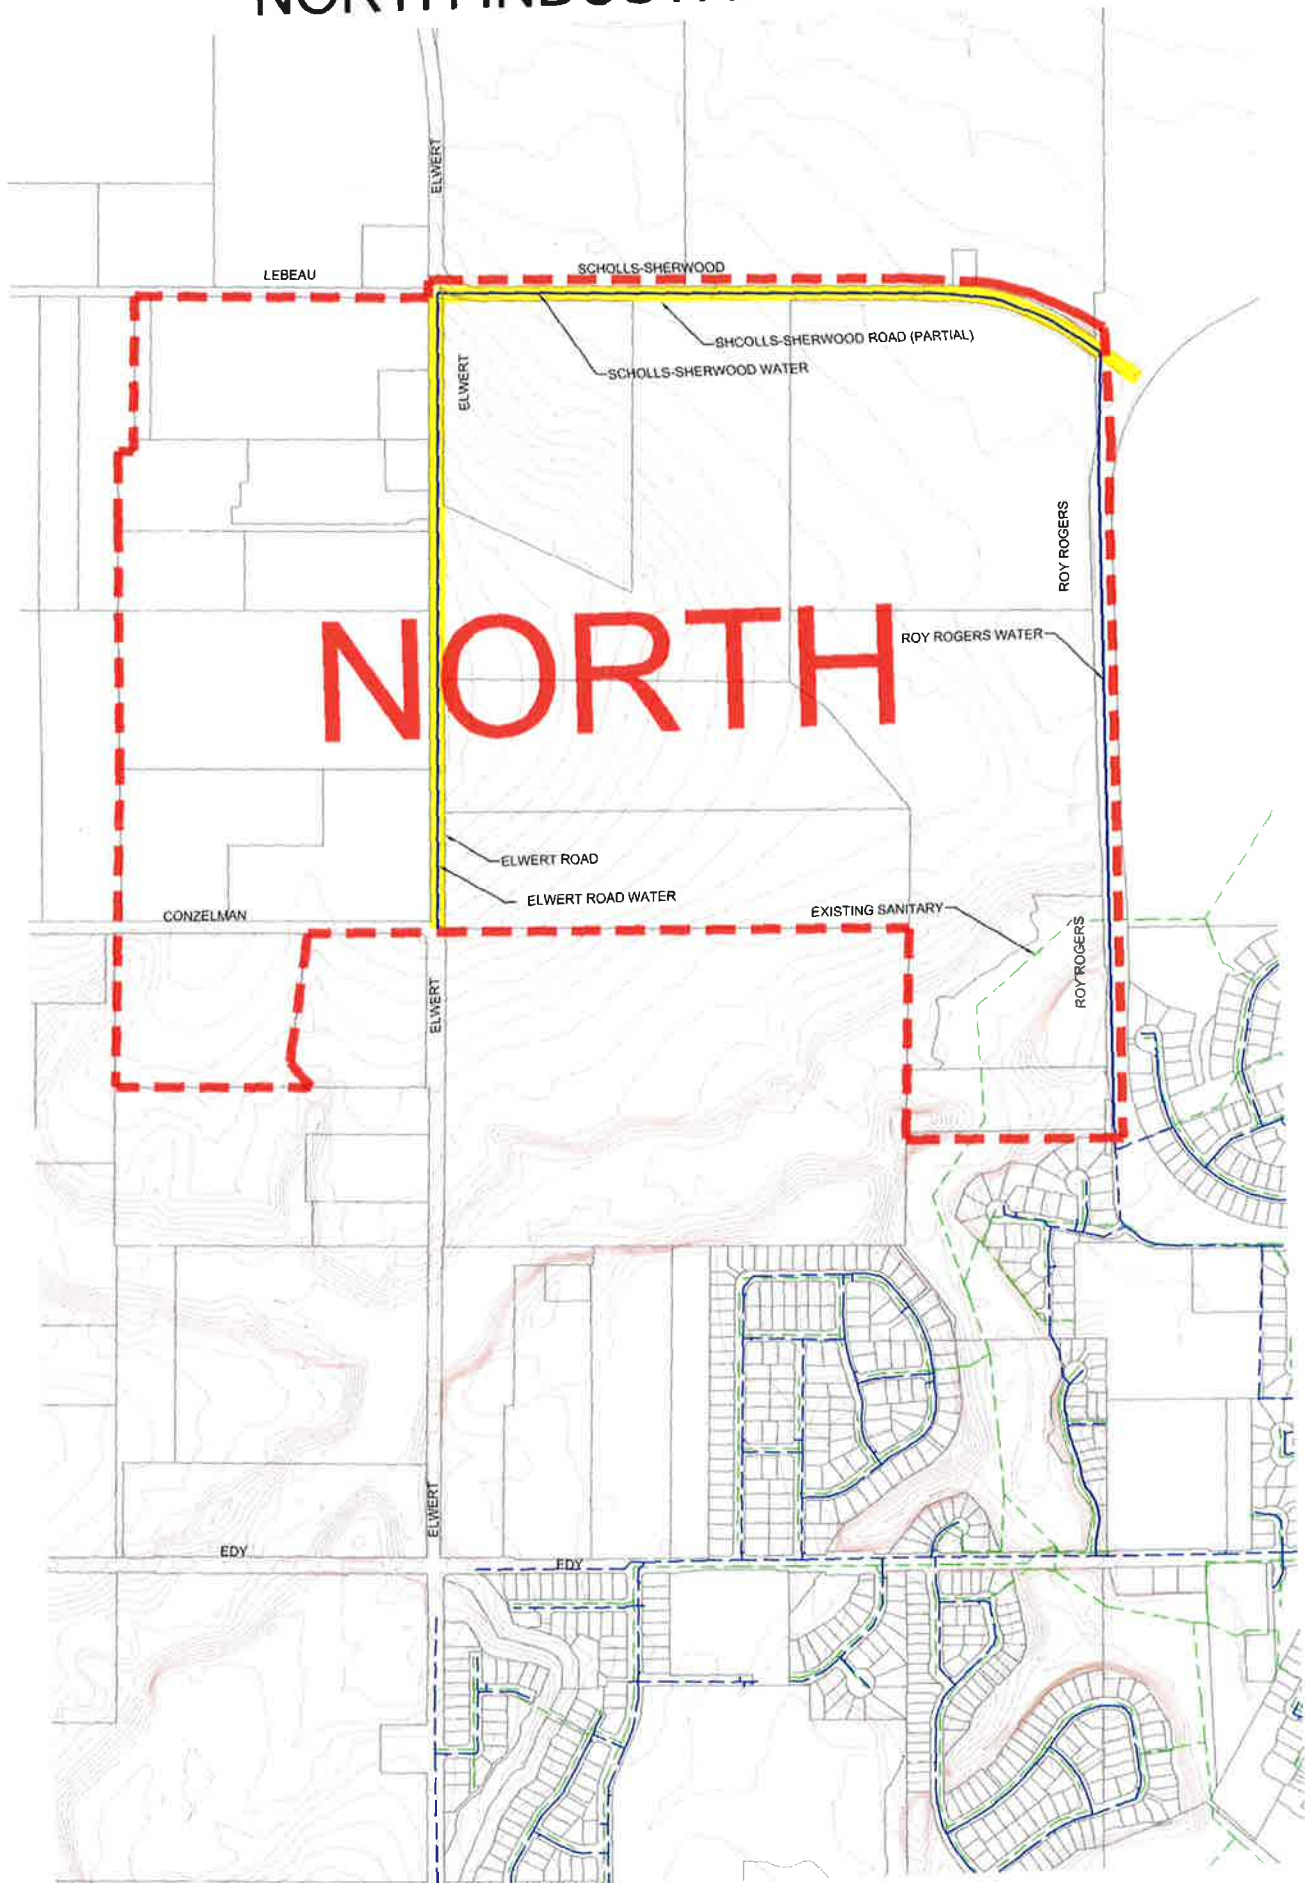 NORTH
ELWERT
LEBEAU
SCHOLLS-SHERWOOD
SHCOLLS-SHERWOOD ROAD (PARTIAL)
SCHOLLS-SHERWOOD WATER
ELWERT
ROY ROGERS
NORTH
ROY ROGERS WATER
ELWERT ROAD
ELWERT ROAD WATER
CONZELMAN
EXISTING SANITARY
ROY ROGERS
ELWERT
ELWERT
EDY
EDY